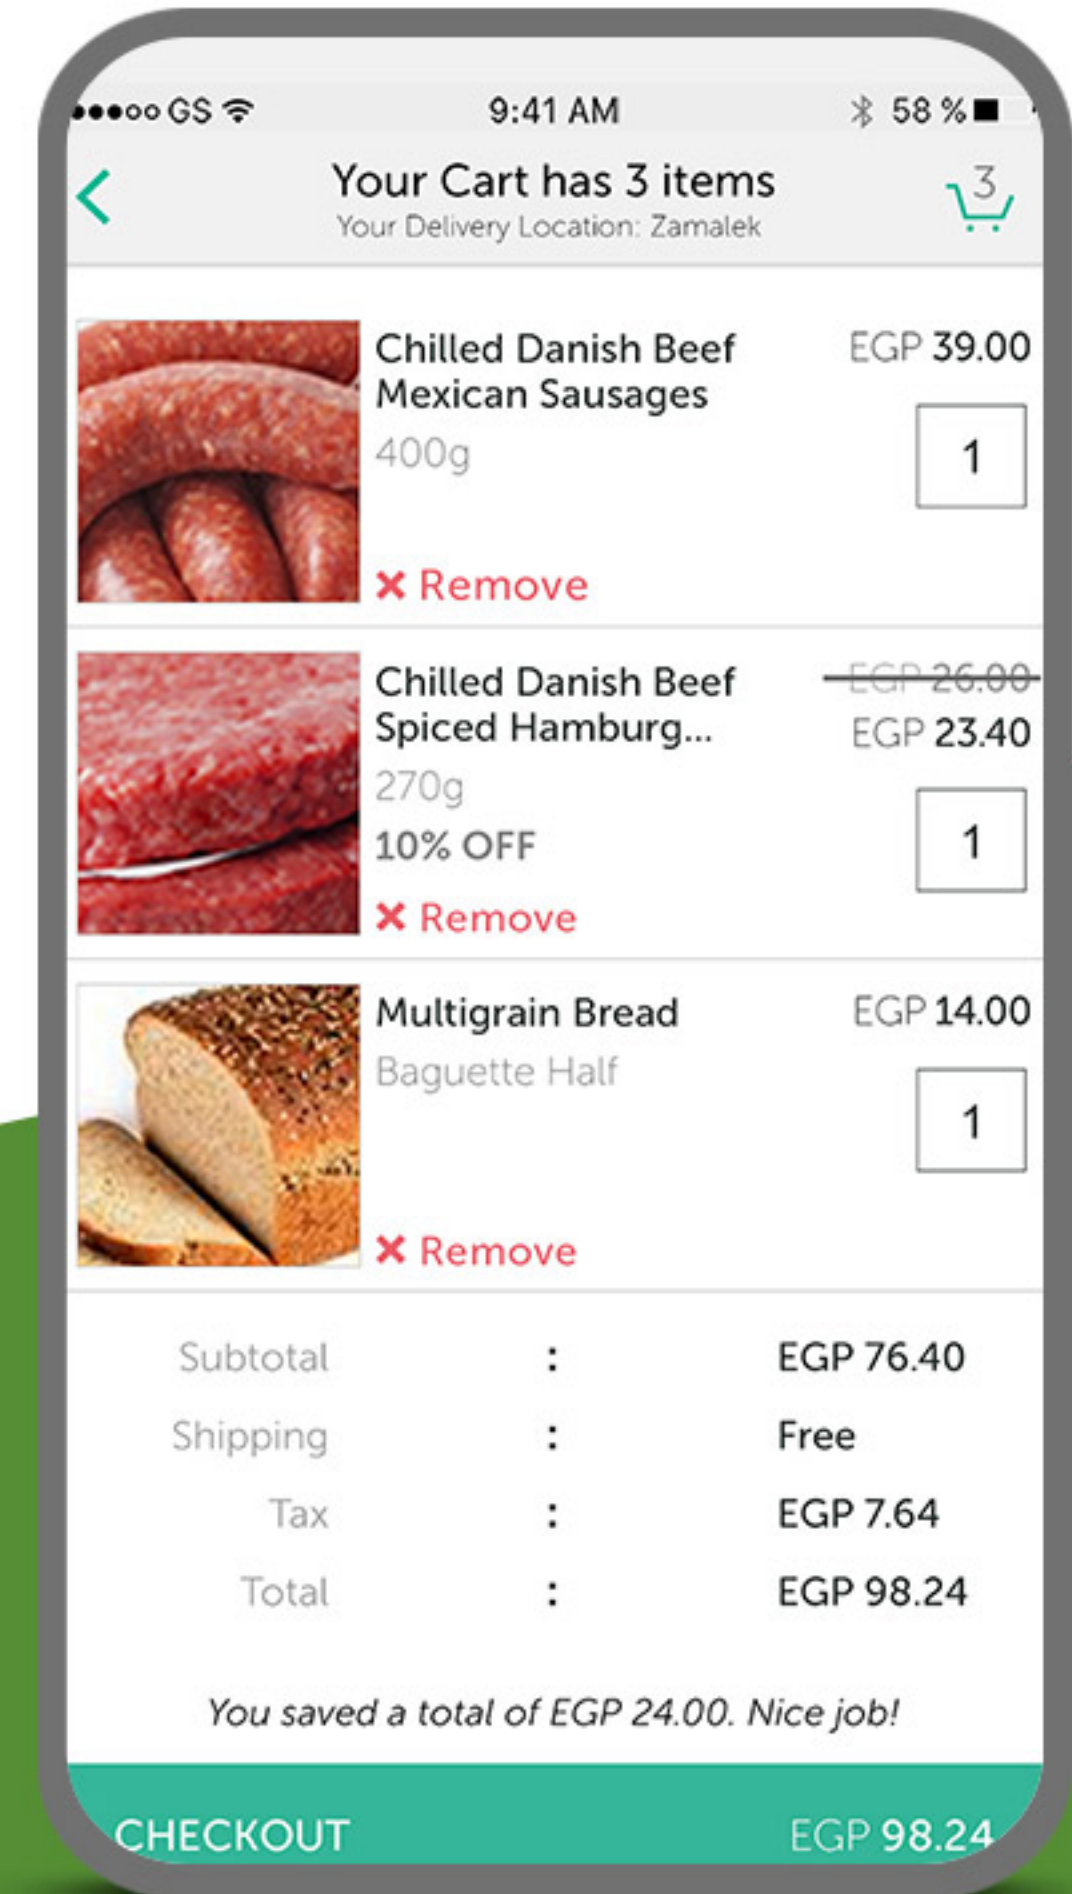 GS 9:41 AM 58 %
Your Cart has 3 items 3
Your Delivery Location: Zamalek
Chilled Danish Beef EGP 39.00
Mexican Sausages
400g
1
× Remove
Chilled Danish Beef EGP 26.00
Spiced Hamburg... EGP 23.40
270g
10% OFF 1
× Remove
Multigrain Bread EGP 14.00
Baguette Half
1
× Remove
Subtotal : EGP 76.40
Shipping : Free
Tax : EGP 7.64
Total : EGP 98.24
You saved a total of EGP 24.00. Nice job!
CHECKOUT EGP 98.24